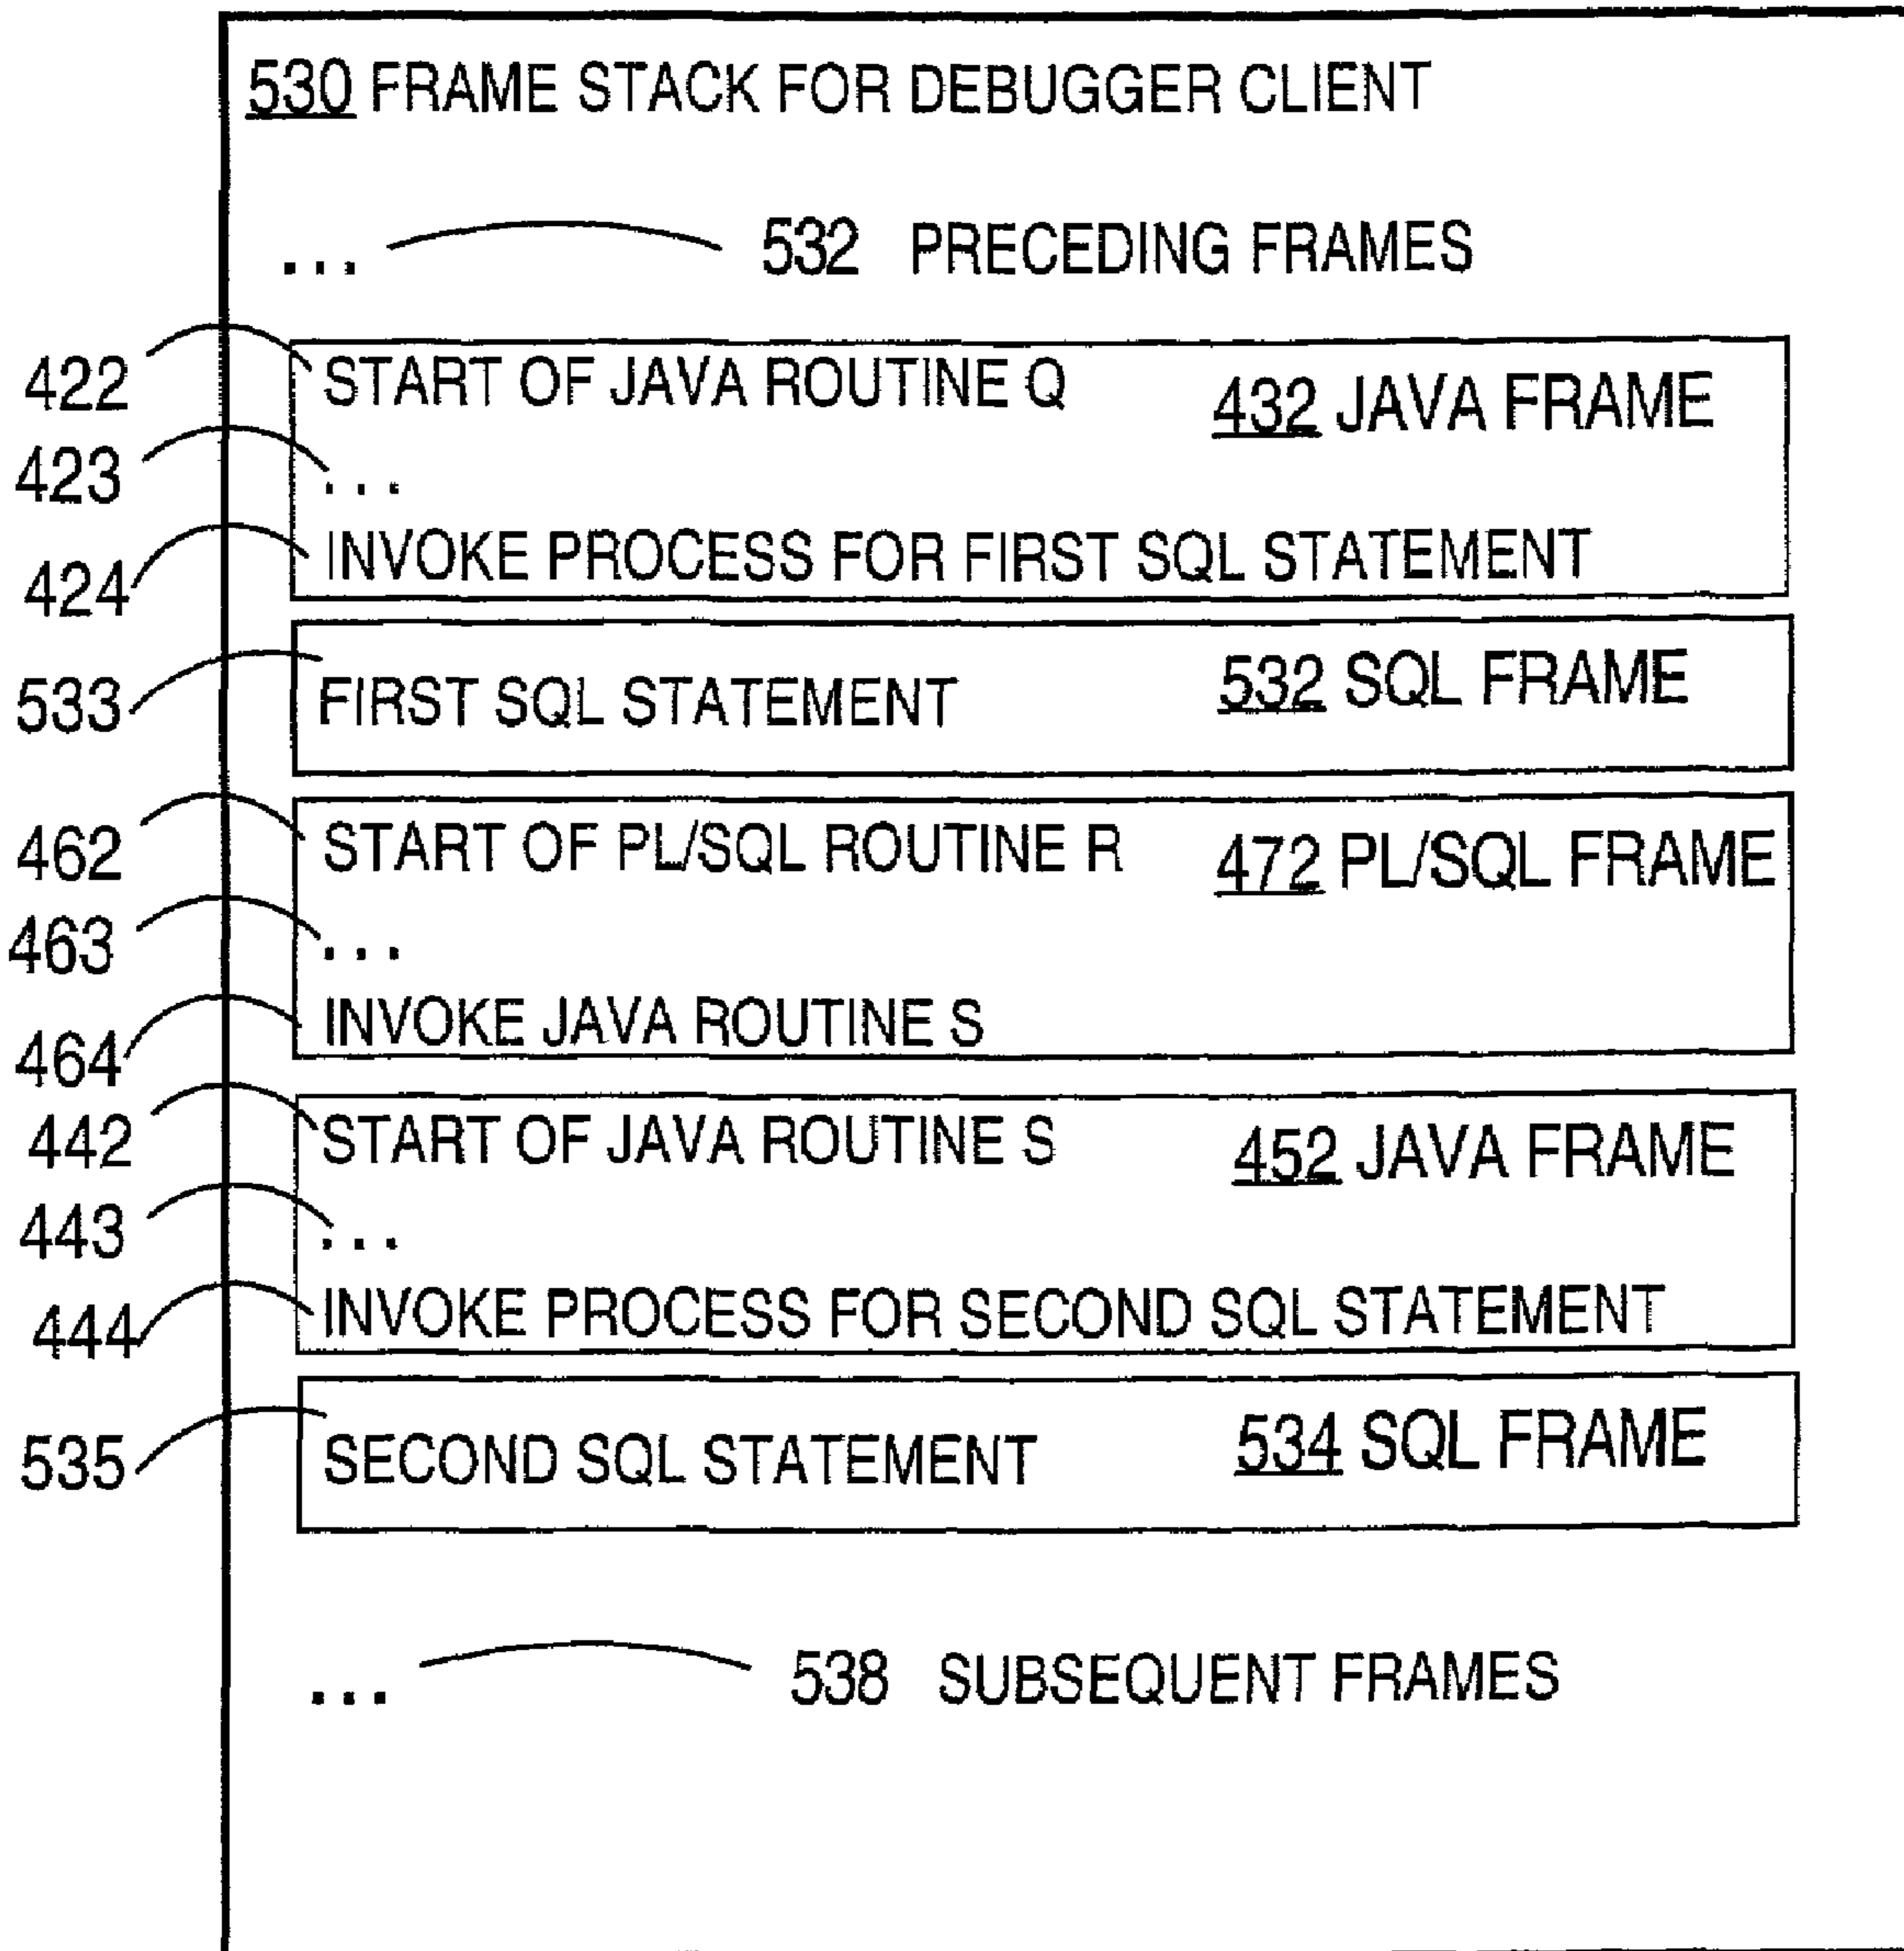 530 FRAME STACK FOR DEBUGGER CLIENT
... 532 PRECEDING FRAMES
422 START OF JAVA ROUTINE Q 432 JAVA FRAME
423 ...
424 INVOKE PROCESS FOR FIRST SQL STATEMENT
533 FIRST SQL STATEMENT 532 SQL FRAME
462 START OF PL/SQL ROUTINE R 472 PL/SQL FRAME
463 ...
464 INVOKE JAVA ROUTINE S
442 START OF JAVA ROUTINE S 452 JAVA FRAME
443 ...
444 INVOKE PROCESS FOR SECOND SQL STATEMENT
535 SECOND SQL STATEMENT 534 SQL FRAME
... 538 SUBSEQUENT FRAMES